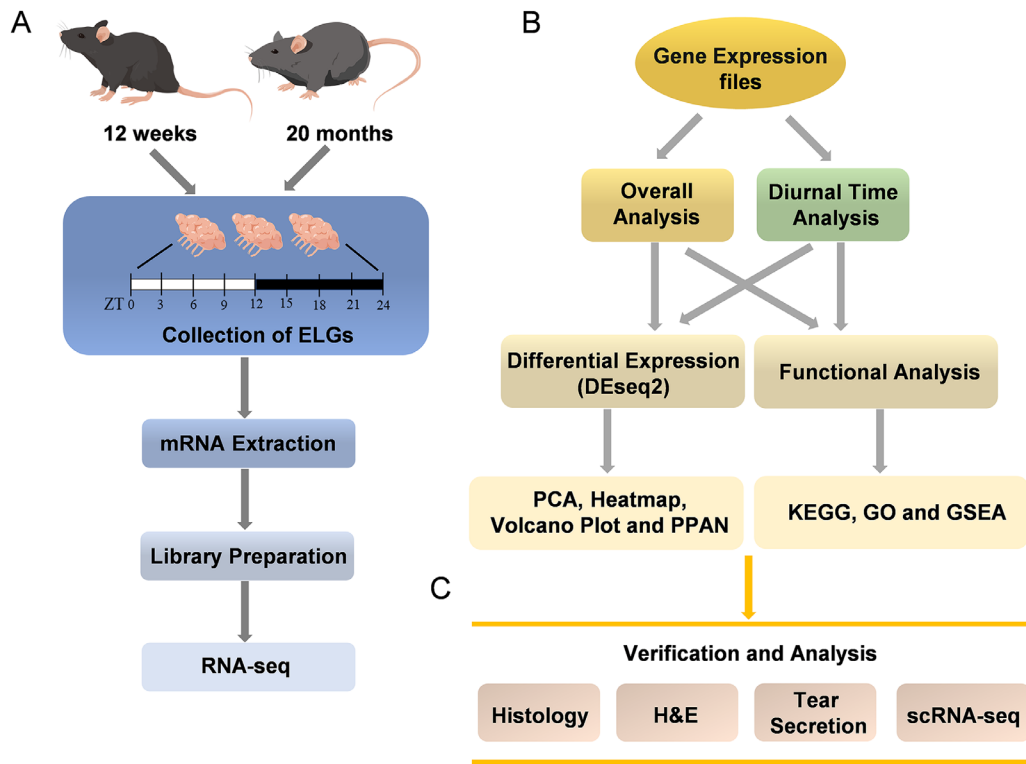 A
12 weeks
20 months
ZT 0 3 6 9 12 15 18 21 24
Collection of ELGs
mRNA Extraction
Library Preparation
RNA-seq
B
Gene Expression
files
Overall
Analysis
Diurnal Time
Analysis
Differential Expression
(DEseq2)
Functional Analysis
PCA, Heatmap,
Volcano Plot and PPAN
KEGG, GO and GSEA
C
Verification and Analysis
Histology
H&E
Tear
Secretion
scRNA-seq